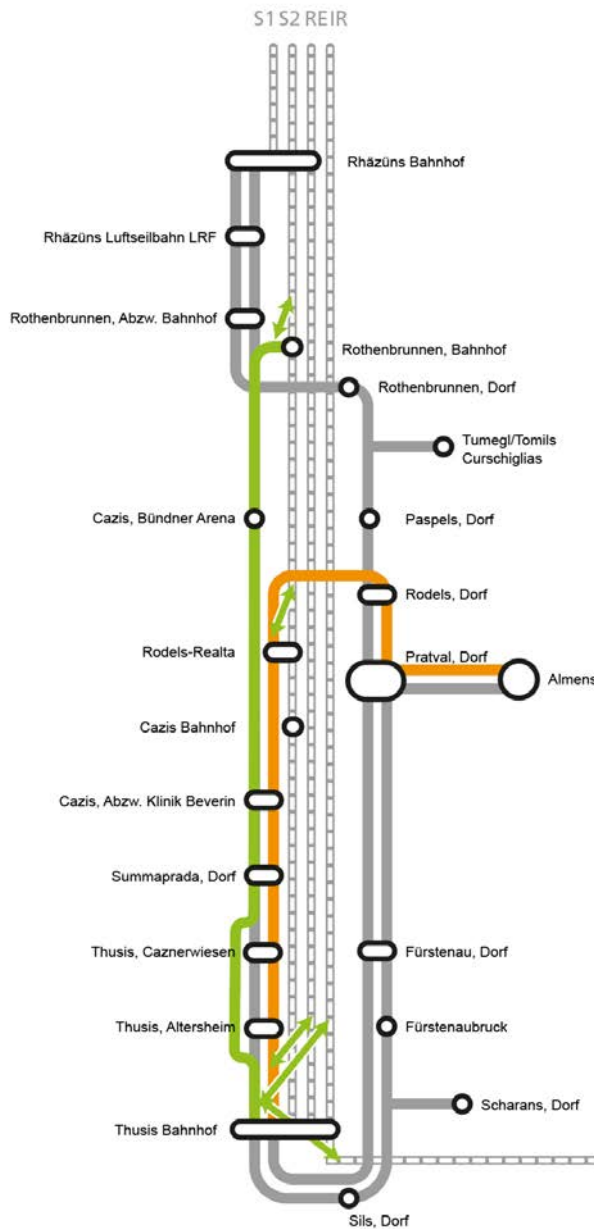 S1 S2 RE IR
Rhäzüns Bahnhof
Rhäzüns Luftseilbahn LRF
Rothenbrunnen, Abzw. Bahnhof
Rothenbrunnen, Bahnhof
Rothenbrunnen, Dorf
Tumegl/Tomils
Curschiglias
Cazis, Bündner Arena
Paspels, Dorf
Rodels, Dorf
Rodels-Realta
Pratval, Dorf
Almens
Cazis Bahnhof
Cazis, Abzw. Klinik Beverin
Summaprada, Dorf
Thusis, Caznerwiesen
Fürstenau, Dorf
Thusis, Altersheim
Fürstenaubruck
Scharans, Dorf
Thusis Bahnhof
Sils, Dorf